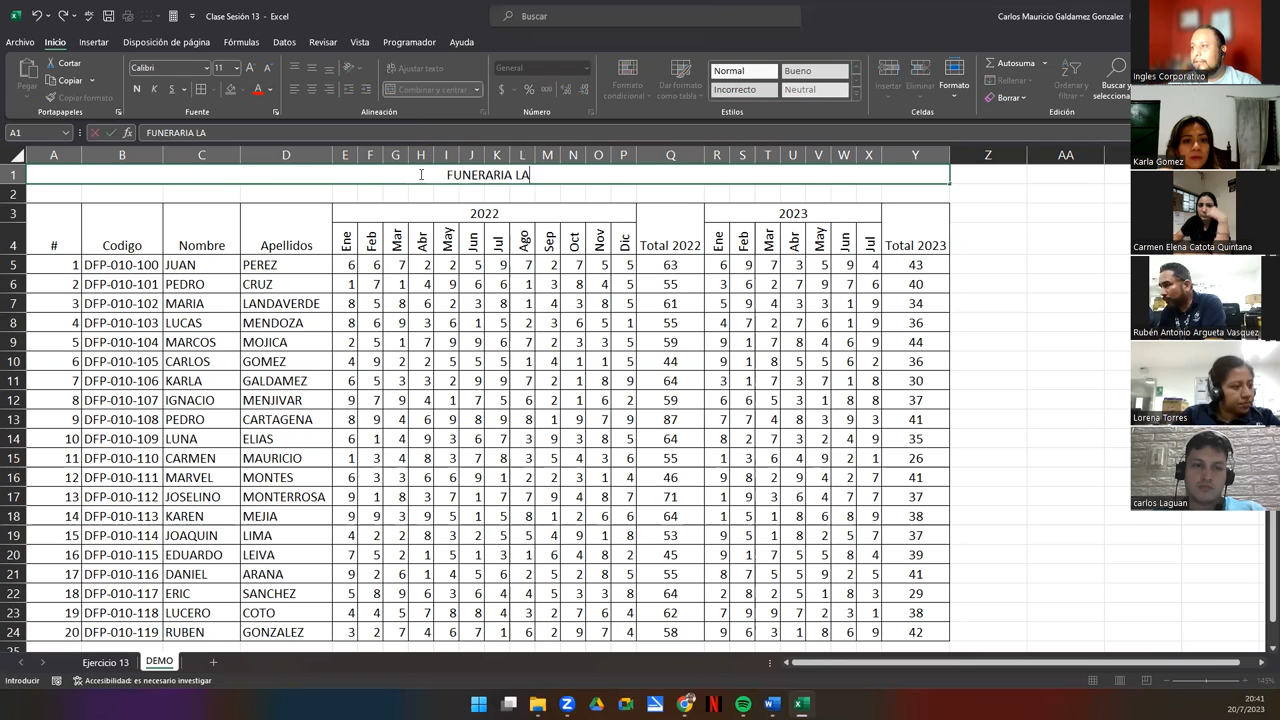 Clase Sesión 13 - Excel
Buscar
Carlos Mauricio Galdamez Gonzalez
Archivo Inicio Insertar Disposición de página Fórmulas Datos Revisar Vista Programador Ayuda
Pegar
Cortar
Copiar
Copiar formato
Portapapeles
Calibri 11
N K S
Fuente
Ajustar texto
Combinar y centrar
Alineación
General
Número
Formato condicional
Dar formato como tabla
Normal Bueno
Incorrecto Neutral
Estilos
Insertar Eliminar Formato
Celdas
Autosuma
Rellenar
Borrar
Ordenar y filtrar
Buscar y selecciona
Edición
A1 FUNERARIA LA
A B C D E F G H I J K L M N O P Q R S T U V W X Y Z AA
1 FUNERARIA LA
2
3 2022 2023
4 # Codigo Nombre Apellidos Ene Feb Mar Abr May Jun Jul Ago Sep Oct Nov Dic Total 2022 Ene Feb Mar Abr May Jun Jul Total 2023
5 1 DFP-010-100 JUAN PEREZ 6 6 7 2 2 5 9 7 2 7 5 5 63 6 9 7 3 5 9 4 43
6 2 DFP-010-101 PEDRO CRUZ 1 7 1 4 9 6 6 1 3 8 4 5 55 3 6 2 7 9 7 6 40
7 3 DFP-010-102 MARIA LANDAVERDE 8 5 8 6 2 2 8 1 4 3 8 5 61 5 9 4 3 3 1 9 34
8 4 DFP-010-103 LUCAS MENDOZA 8 6 9 3 6 1 5 2 3 6 5 1 55 4 7 2 7 6 1 9 36
9 5 DFP-010-104 MARCOS MOJICA 2 5 1 7 9 5 6 7 2 3 3 5 59 9 1 7 8 4 6 9 44
10 6 DFP-010-105 CARLOS GOMEZ 4 9 2 2 5 5 5 1 4 1 1 5 44 9 1 8 5 5 6 2 36
11 7 DFP-010-106 KARLA GALDAMEZ 6 5 3 3 2 9 9 7 2 1 8 9 64 3 1 7 3 7 1 8 30
12 8 DFP-010-107 IGNACIO MENJIVAR 9 7 9 4 1 7 6 6 2 1 6 2 59 6 6 5 3 1 8 8 37
13 9 DFP-010-108 PEDRO CARTAGENA 8 9 4 6 9 7 9 8 1 9 7 9 87 7 7 4 8 3 9 3 41
14 10 DFP-010-109 LUNA ELIAS 6 1 4 9 3 5 8 3 9 3 8 5 64 8 2 7 3 2 4 9 35
15 11 DFP-010-110 CARMEN MAURICIO 1 3 4 8 3 8 8 3 5 4 3 5 55 1 3 6 4 9 2 1 26
16 12 DFP-010-111 MARVEL MONTES 6 3 3 6 6 9 1 2 2 3 1 4 46 9 8 2 9 4 5 4 41
17 13 DFP-010-112 JOSELINO MONTERROSA 9 1 8 3 7 7 7 9 4 8 7 71 1 9 3 6 4 7 7 37
18 14 DFP-010-113 KAREN MEJIA 9 9 3 9 5 1 5 8 1 2 6 6 64 1 5 1 8 6 8 9 38
19 15 DFP-010-114 JOAQUIN LIMA 4 2 2 8 3 2 5 5 4 9 1 8 53 9 5 1 8 2 5 7 37
20 16 DFP-010-115 EDUARDO LEIVA 7 5 2 1 5 1 3 1 6 4 8 2 45 9 1 7 5 5 8 4 39
21 17 DFP-010-116 DANIEL ARANA 9 2 6 1 4 5 6 2 5 2 8 5 55 8 7 5 5 9 2 5 41
22 18 DFP-010-117 ERIC SANCHEZ 5 8 9 6 3 6 4 4 5 3 8 3 64 2 8 2 5 1 8 3 29
23 19 DFP-010-118 LUCERO COTO 4 4 5 7 8 8 4 3 2 7 6 4 62 7 9 9 7 2 3 1 38
24 20 DFP-010-119 RUBEN GONZALEZ 3 2 7 4 6 7 1 6 2 9 7 4 58 9 6 3 1 8 6 9 42
25
Ejercicio 13 DEMO
Introducir Accesibilidad: es necesario investigar 145%
20:41
20/7/2023
Ingles Corporativo
Karla Gomez
Carmen Elena Catota Quintana
Rubén Antonio Argueta Vasquez
Lorena Torres
carlos Laguan